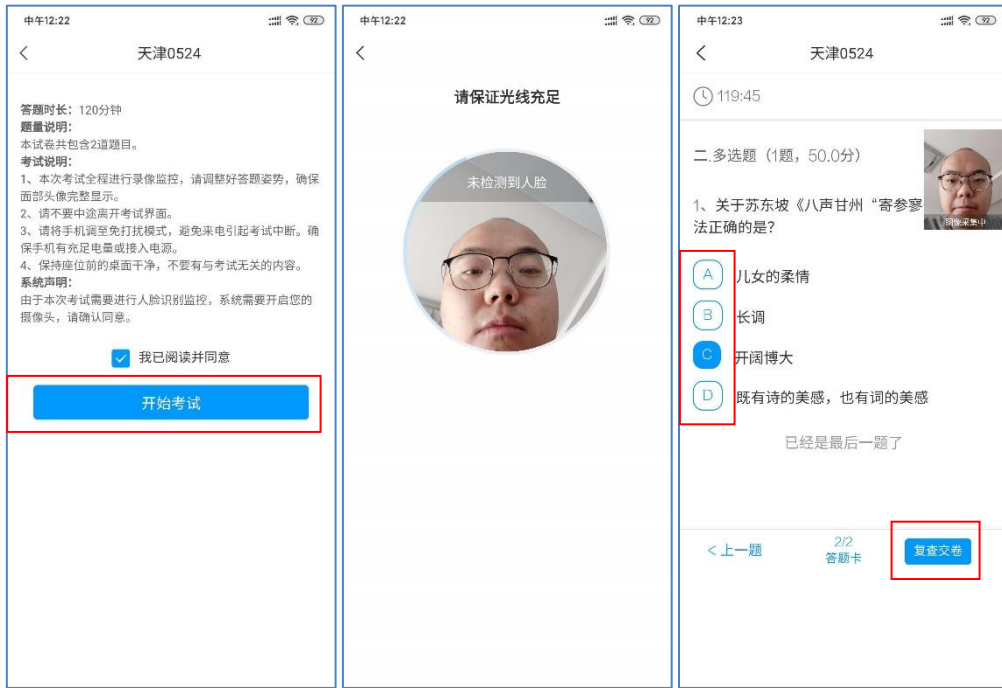 中午12:22
92
天津0524
答题时长：120分钟
题量说明：
本试卷共包含2道题目。
考试说明：
1、本次考试全程进行录像监控，请调整好答题姿势，确保
面部头像完整显示。
2、请不要中途离开考试界面。
3、请将手机调至免打扰模式，避免来电引起考试中断。确
保手机有充足电量或接入电源。
4、保持座位前的桌面干净，不要有与考试无关的内容。
系统声明：
由于本次考试需要进行人脸识别监控，系统需要开启您的
摄像头，请确认同意。
我已阅读并同意
开始考试
中午12:22
92
请保证光线充足
未检测到人脸
中午12:23
92
天津0524
119:45
二.多选题（1题，50.0分）
图像采集中
1、关于苏东坡《八声甘州“寄参寥
法正确的是?
A 儿女的柔情
B 长调
C 开阔博大
D 既有诗的美感，也有词的美感
已经是最后一题了
<上一题
2/2
答题卡
复查交卷